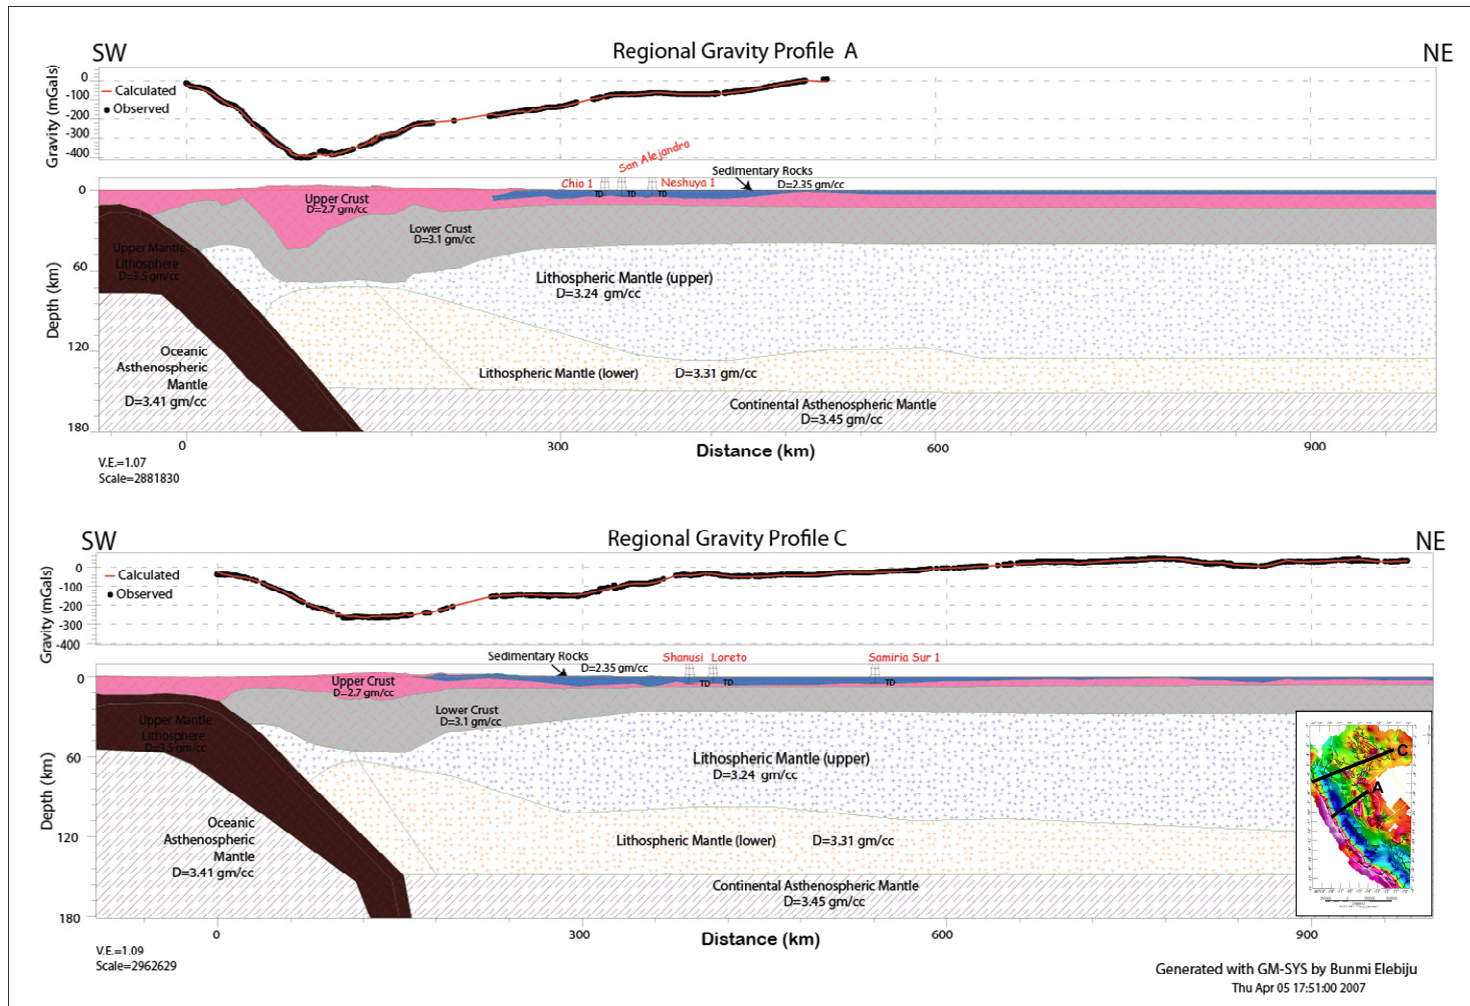 SW
Regional Gravity Profile A
NE
Gravity (mGals)
0
-100
-200
-300
-400
Calculated
Observed
Chio 1
San Alejandro
Neshuya 1
Sedimentary Rocks
D=2.35 gm/cc
TD
TD
TD
0
60
120
180
Depth (km)
Upper Crust
D=2.7 gm/cc
Lower Crust
D=3.1 gm/cc
Upper Mantle
Lithosphere
D=3.5 gm/cc
Lithospheric Mantle (upper)
D=3.24 gm/cc
Oceanic
Asthenospheric
Mantle
D=3.41 gm/cc
Lithospheric Mantle (lower)
D=3.31 gm/cc
Continental Asthenospheric Mantle
D=3.45 gm/cc
0
300
600
900
Distance (km)
V.E.=1.07
Scale=2881830
SW
Regional Gravity Profile C
NE
Gravity (mGals)
0
-100
-200
-300
-400
Calculated
Observed
Sedimentary Rocks
D=2.35 gm/cc
Shanusi
Loreto
Samiria Sur 1
TD
TD
TD
0
60
120
180
Depth (km)
Upper Crust
D=2.7 gm/cc
Lower Crust
D=3.1 gm/cc
Upper Mantle
Lithosphere
D=3.5 gm/cc
Lithospheric Mantle (upper)
D=3.24 gm/cc
Oceanic
Asthenospheric
Mantle
D=3.41 gm/cc
Lithospheric Mantle (lower)
D=3.31 gm/cc
Continental Asthenospheric Mantle
D=3.45 gm/cc
C
A
0
300
600
900
Distance (km)
V.E.=1.09
Scale=2962629
Generated with GM-SYS by Bunmi Elebiju
Thu Apr 05 17:51:00 2007